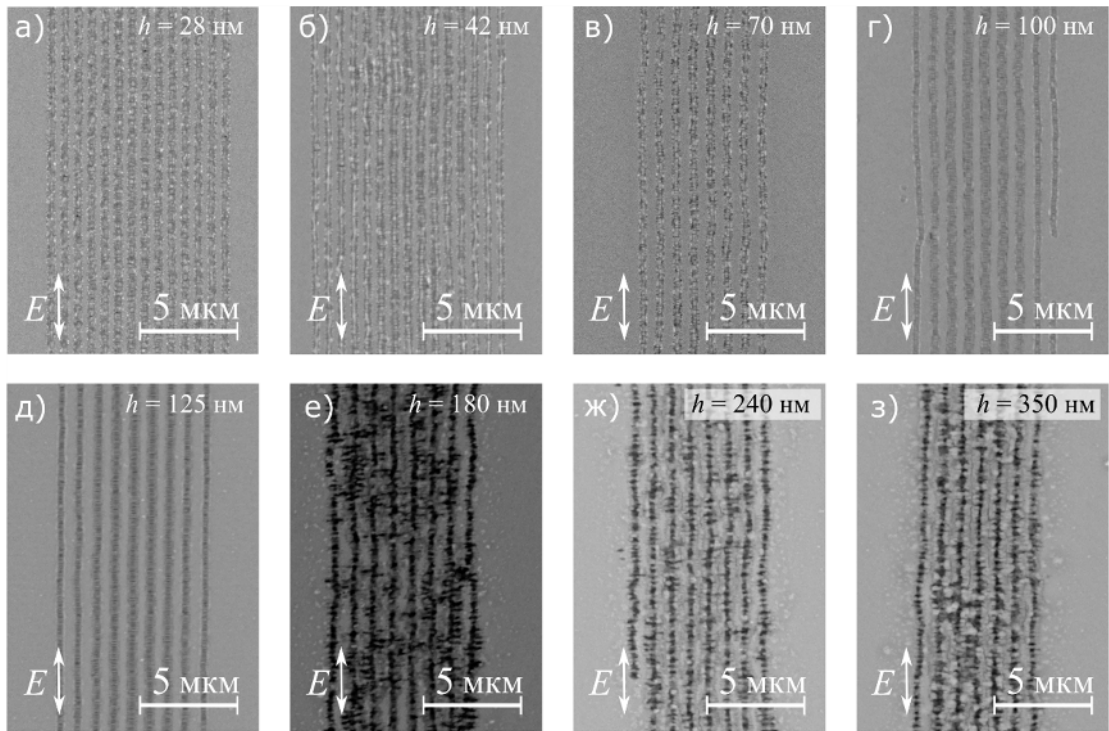 а) h = 28 нм
E 5 мкм
б) h = 42 нм
E 5 мкм
в) h = 70 нм
E 5 мкм
г) h = 100 нм
E 5 мкм
д) h = 125 нм
E 5 мкм
е) h = 180 нм
E 5 мкм
ж) h = 240 нм
E 5 мкм
з) h = 350 нм
E 5 мкм